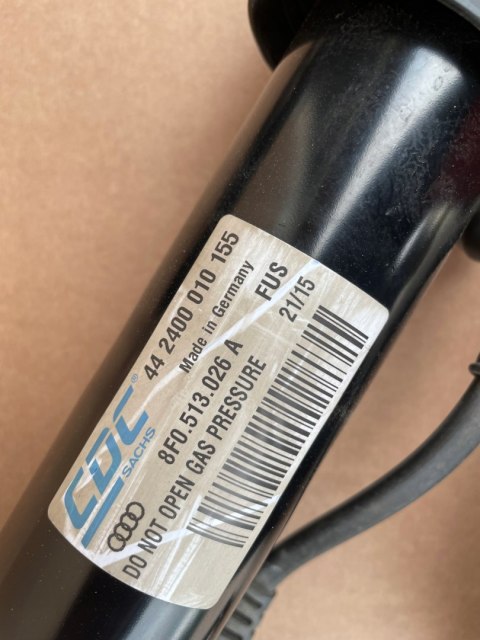 44 2400 010 155
Made in Germany
CDC®
SACHS
8F0.513.026 A
FUS
DO NOT OPEN GAS PRESSURE
21/15